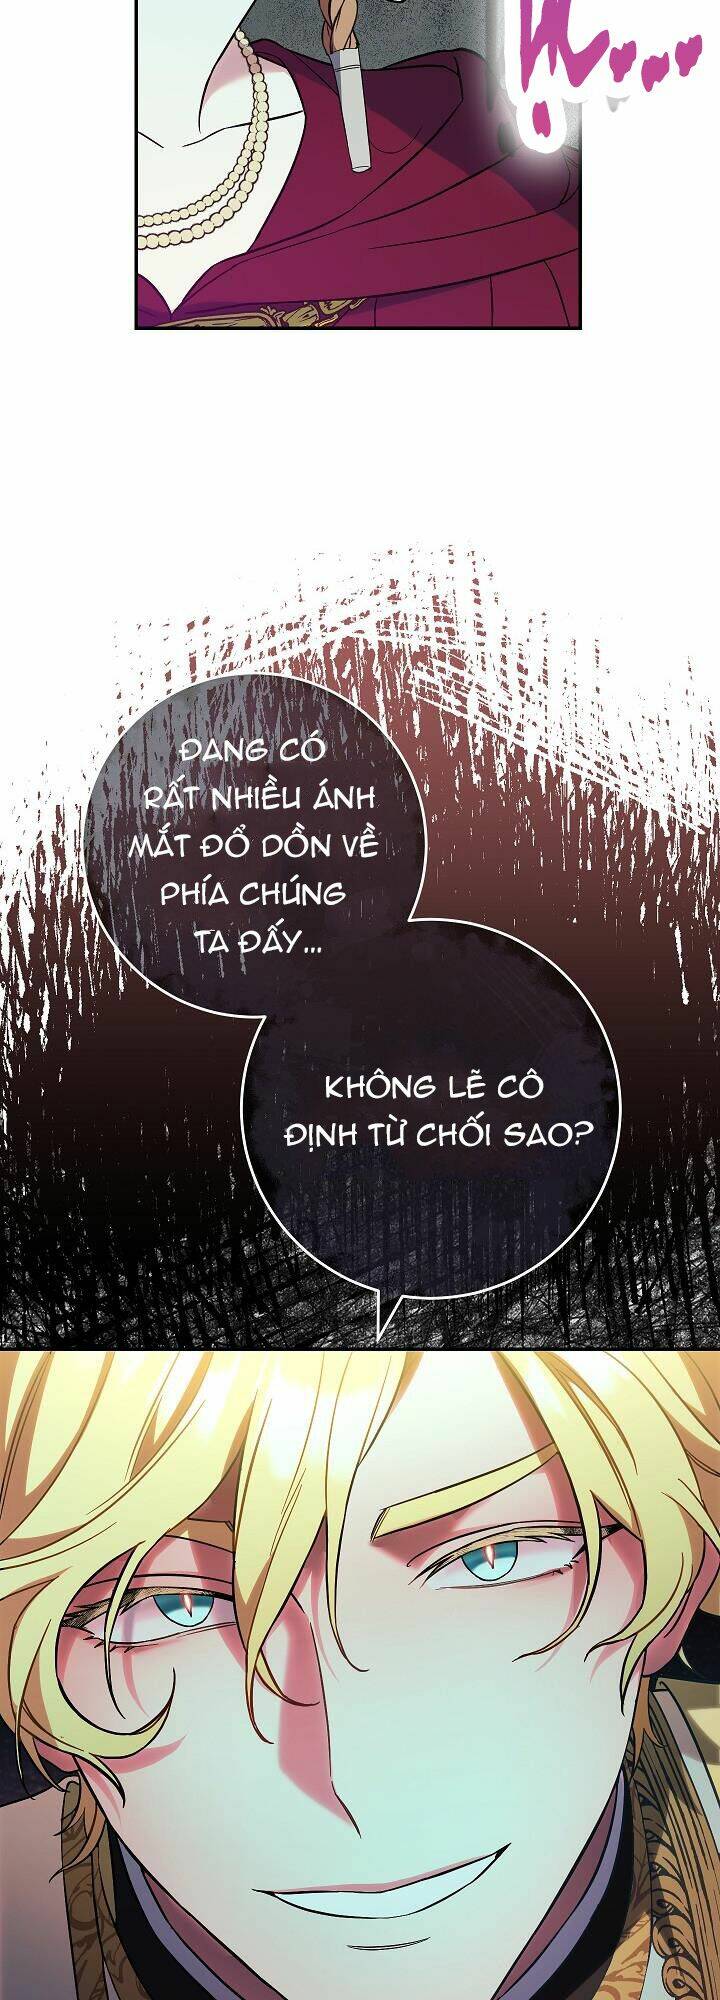 ĐANG CÓ
RẤT NHIỀU ÁNH
MẮT ĐỔ DỒN VỀ
PHÍA CHÚNG
TA ĐẤY...
KHÔNG LẼ CÔ
ĐỊNH TỪ CHỐI SAO?